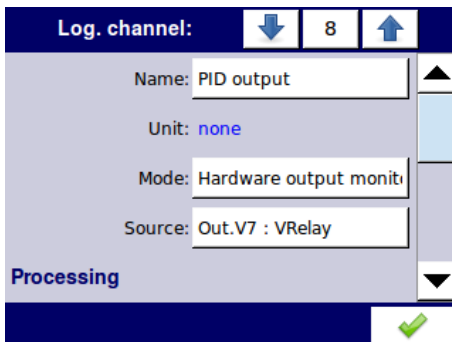 Log. channel: 8
Name: PID output
Unit: none
Mode: Hardware output monit
Source: Out.V7 : VRelay
Processing